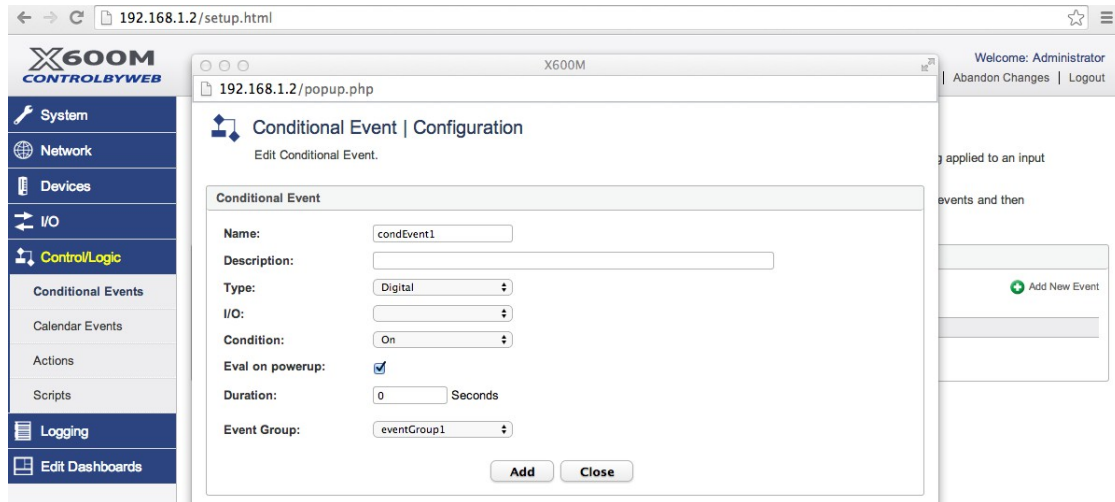 192.168.1.2/setup.html
X600M
CONTROLBYWEB
Welcome: Administrator
| Abandon Changes | Logout
X600M
192.168.1.2/popup.php
System
Network
Devices
I/O
Control/Logic
Conditional Events
Calendar Events
Actions
Scripts
Logging
Edit Dashboards
Conditional Event | Configuration
Edit Conditional Event.
Conditional Event
Name: condEvent1
Description:
Type: Digital
I/O:
Condition: On
Eval on powerup:
Duration: 0 Seconds
Event Group: eventGroup1
Add Close
applied to an input
events and then
Add New Event